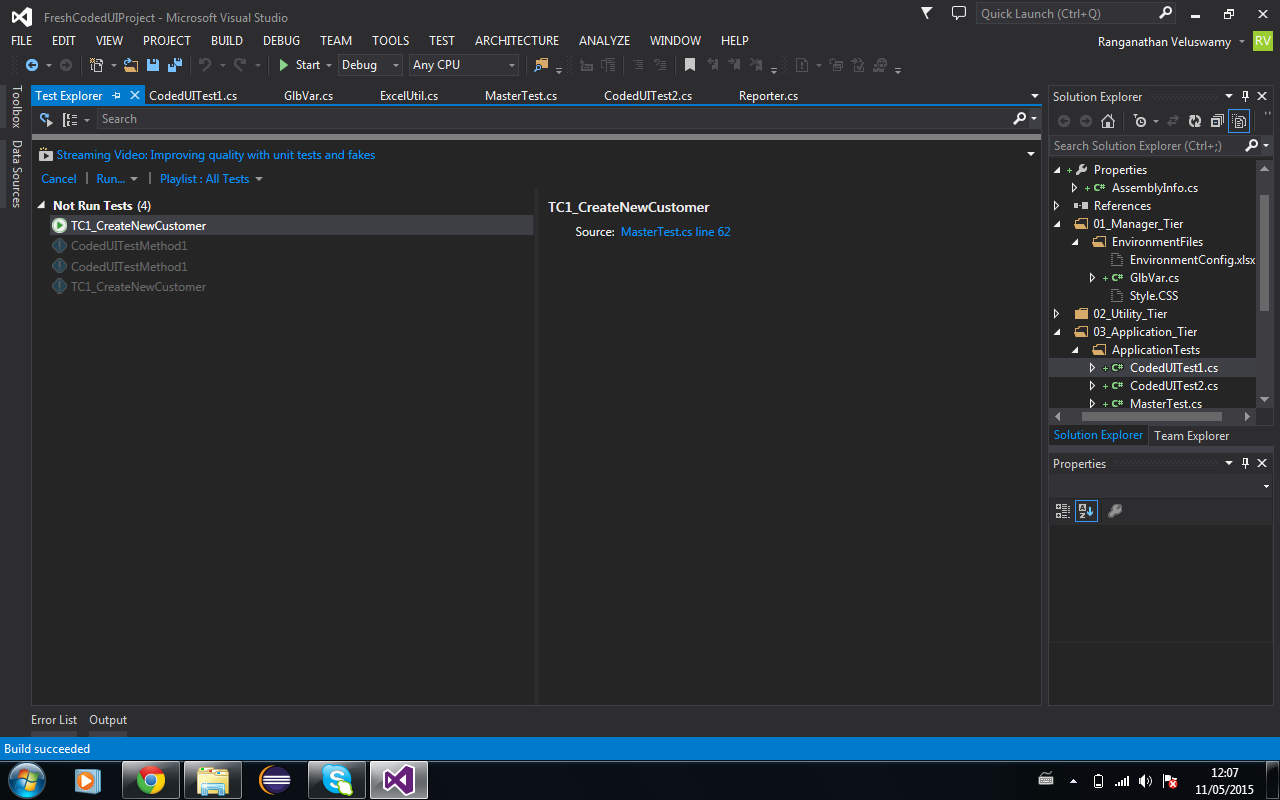 FreshCodedUIProject - Microsoft Visual Studio
Quick Launch (Ctrl+Q)
FILE EDIT VIEW PROJECT BUILD DEBUG TEAM TOOLS TEST ARCHITECTURE ANALYZE WINDOW HELP
Ranganathan Veluswamy RV
Start Debug Any CPU
Toolbox
Data Sources
Test Explorer CodedUITest1.cs GlbVar.cs ExcelUtil.cs MasterTest.cs CodedUITest2.cs Reporter.cs
Search
Streaming Video: Improving quality with unit tests and fakes
Cancel | Run... | Playlist : All Tests
Not Run Tests (4)
TC1_CreateNewCustomer
CodedUITestMethod1
CodedUITestMethod1
TC1_CreateNewCustomer
TC1_CreateNewCustomer
Source: MasterTest.cs line 62
Solution Explorer
Search Solution Explorer (Ctrl+;)
Properties
C# AssemblyInfo.cs
References
01_Manager_Tier
EnvironmentFiles
EnvironmentConfig.xlsx
C# GlbVar.cs
Style.CSS
02_Utility_Tier
03_Application_Tier
ApplicationTests
C# CodedUITest1.cs
C# CodedUITest2.cs
C# MasterTest.cs
Solution Explorer Team Explorer
Properties
Error List Output
Build succeeded
12:07
11/05/2015